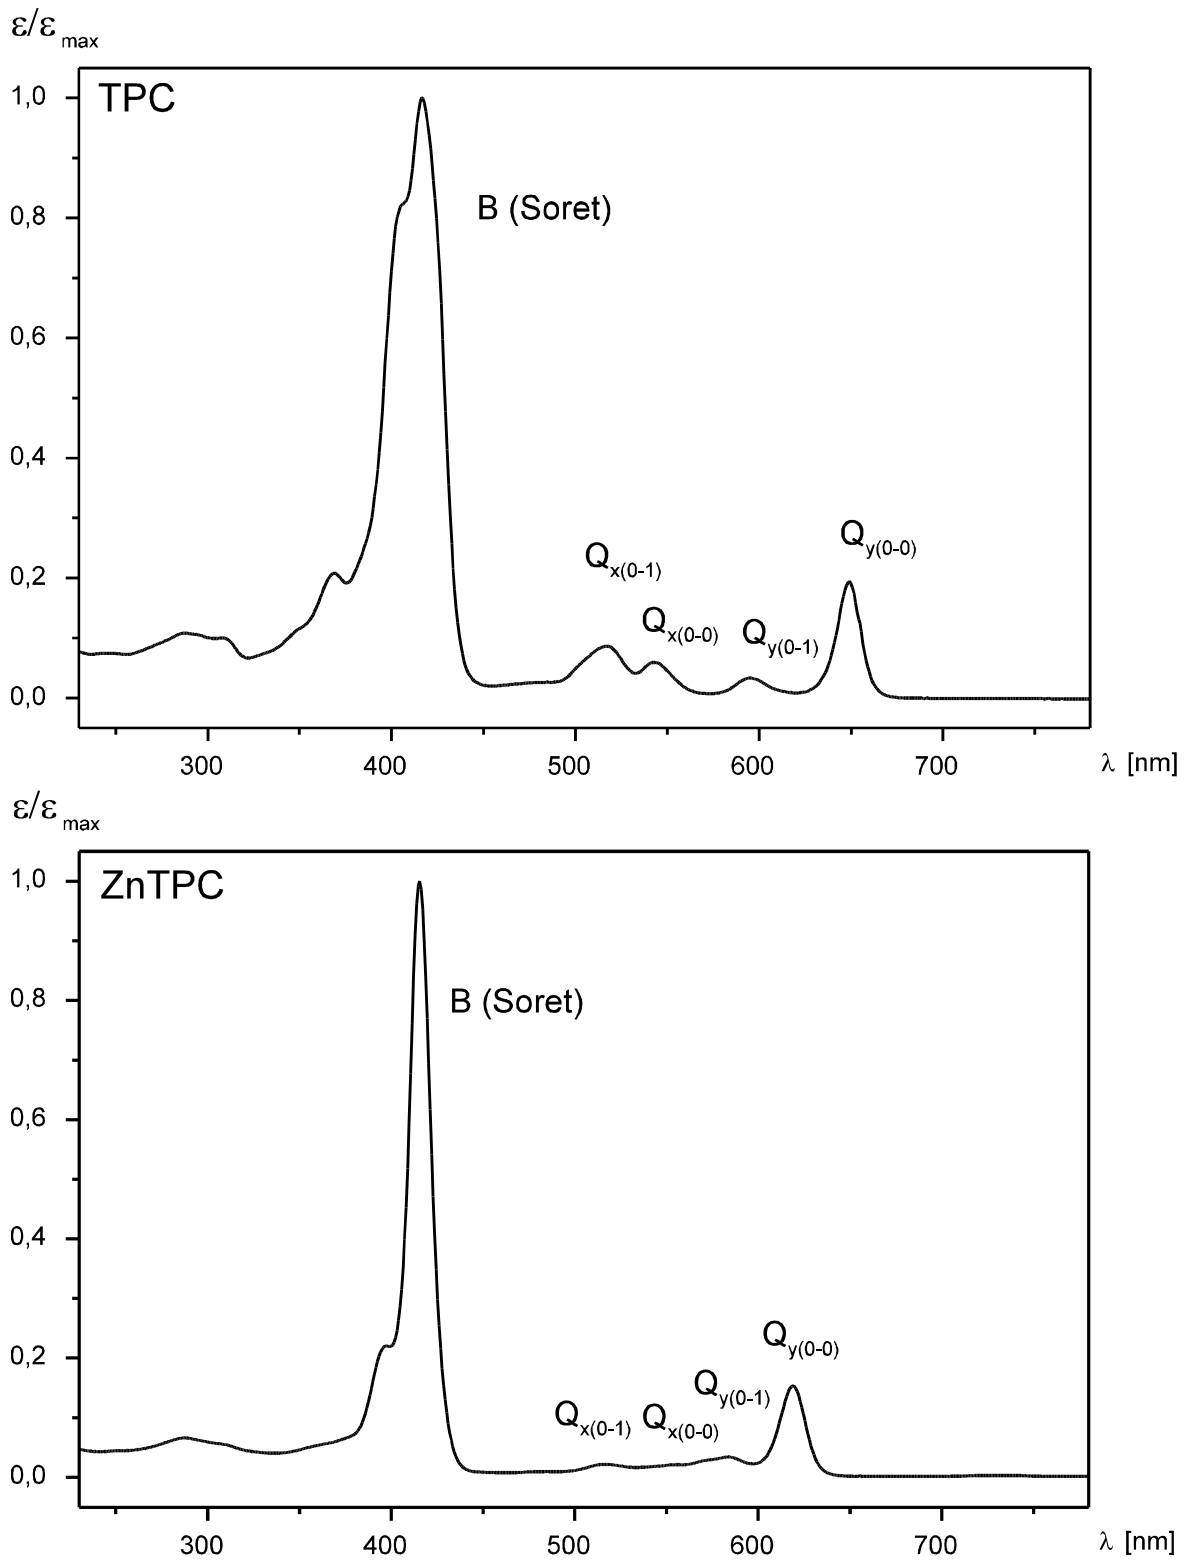 ε/ε max
TPC
1,0
B (Soret)
0,8
0,6
0,4
Q y(0-0)
Q x(0-1)
0,2
Q x(0-0)
Q y(0-1)
0,0
300 400 500 600 700 λ [nm]
ε/ε max
ZnTPC
1,0
B (Soret)
0,8
0,6
0,4
Q y(0-0)
0,2
Q y(0-1)
Q x(0-1) Q x(0-0)
0,0
300 400 500 600 700 λ [nm]